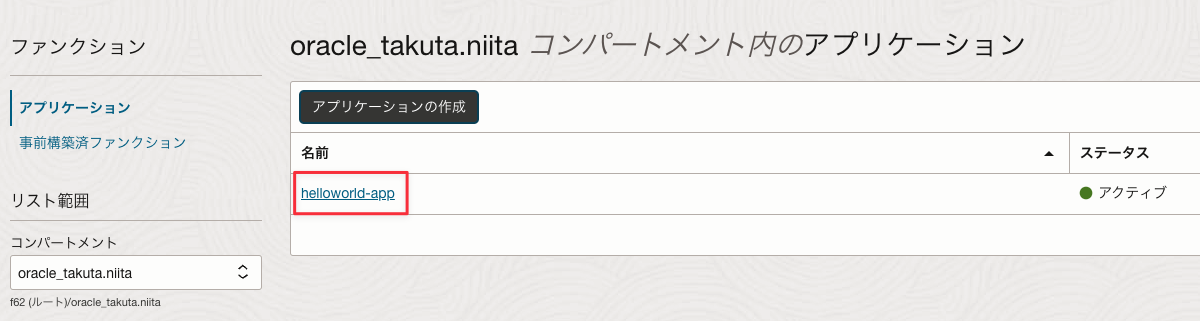 ファンクション
アプリケーション
事前構築済ファンクション
リスト範囲
コンパートメント
oracle_takuta.niita
f62 (ルート)/oracle_takuta.niita
oracle_takuta.niita コンパートメント内のアプリケーション
アプリケーションの作成
名前 ステータス
helloworld-app アクティブ